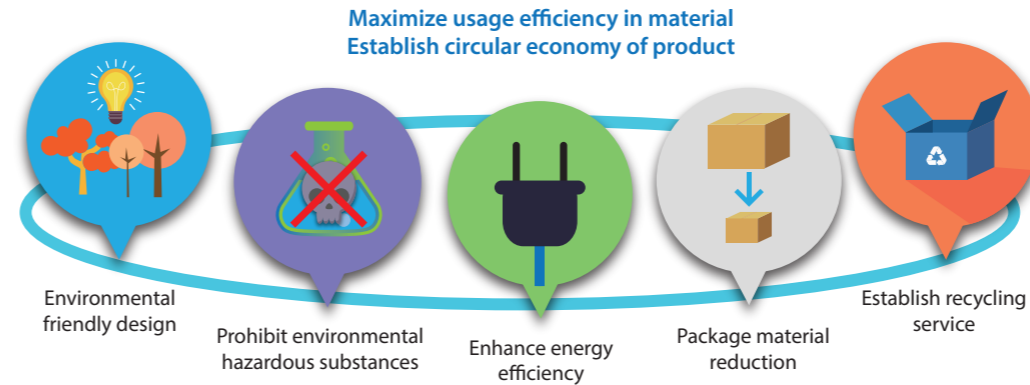 Maximize usage efficiency in material
Establish circular economy of product
Environmental
friendly design
Prohibit environmental
hazardous substances
Enhance energy
efficiency
Package material
reduction
Establish recycling
service